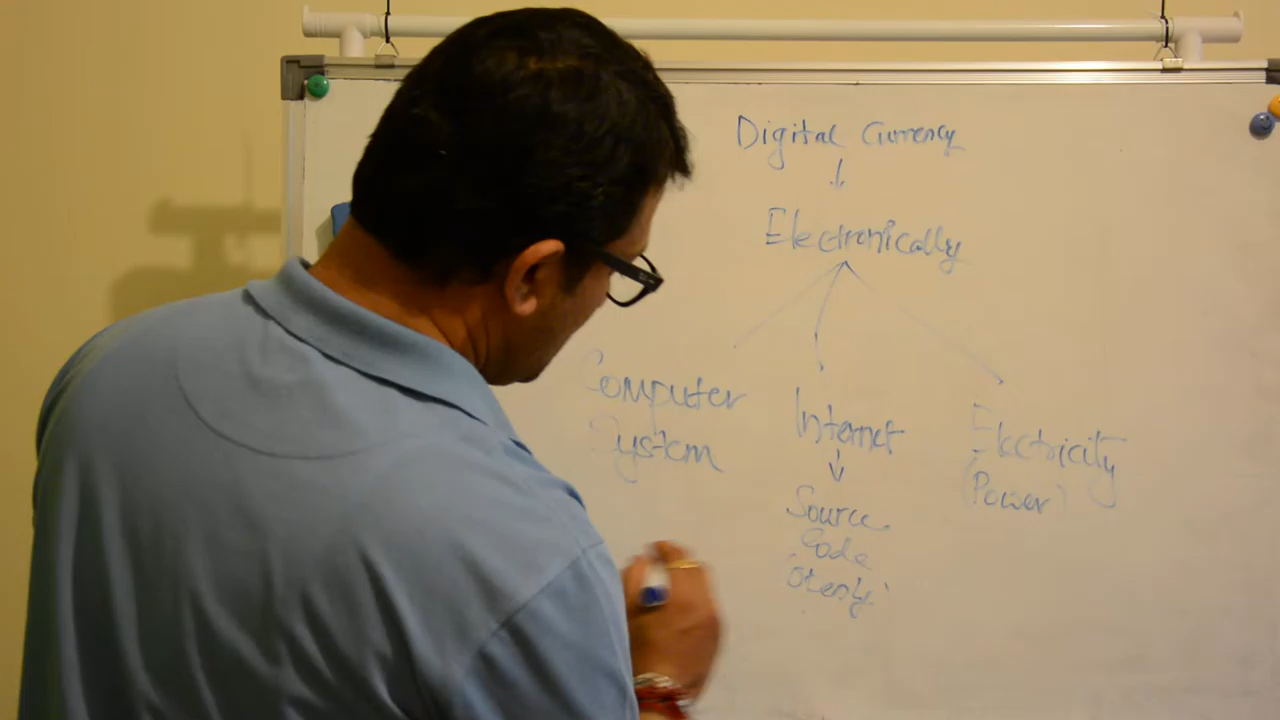 Digital Currency
Electronically
Computer
System
Internet
Electricity
(Power)
Source
Code